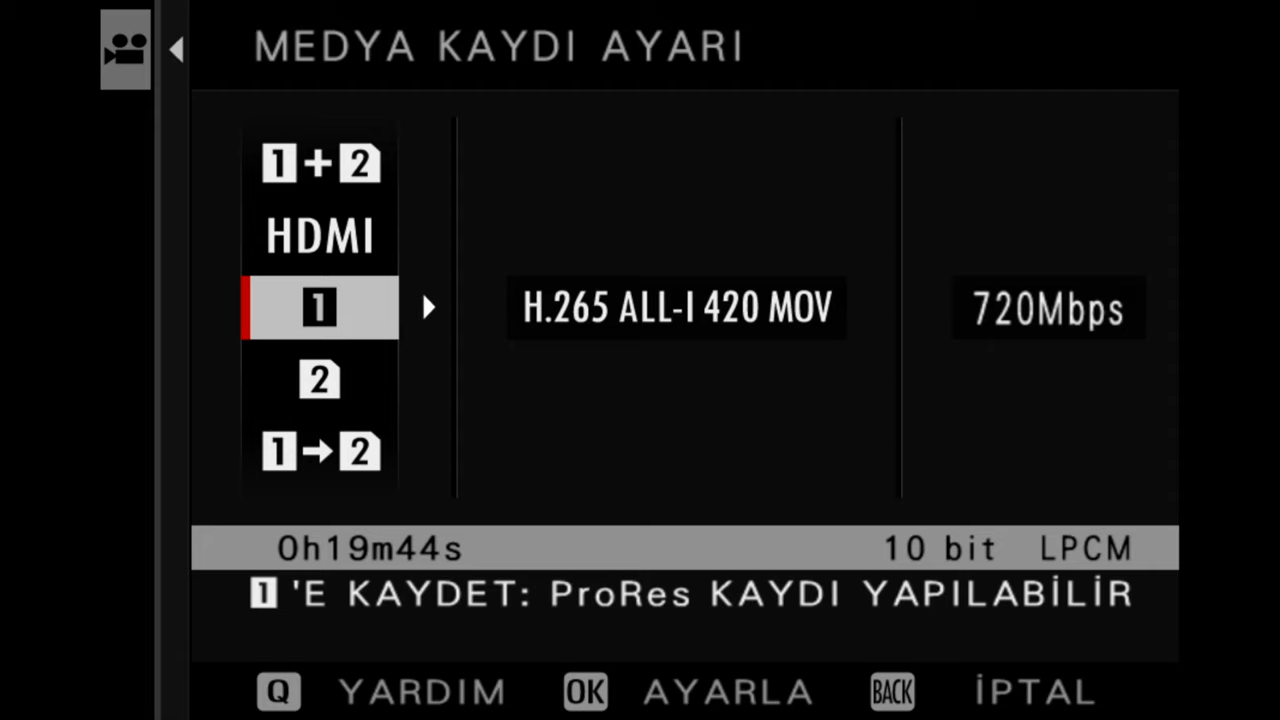 MEDYA KAYDI AYARI
1+2
HDMI
1 H.265 ALL-I 420 MOV 720Mbps
2
1→2
0h19m44s 10 bit LPCM
1 'E KAYDET: ProRes KAYDI YAPILABİLİR
Q YARDIM OK AYARLA BACK İPTAL